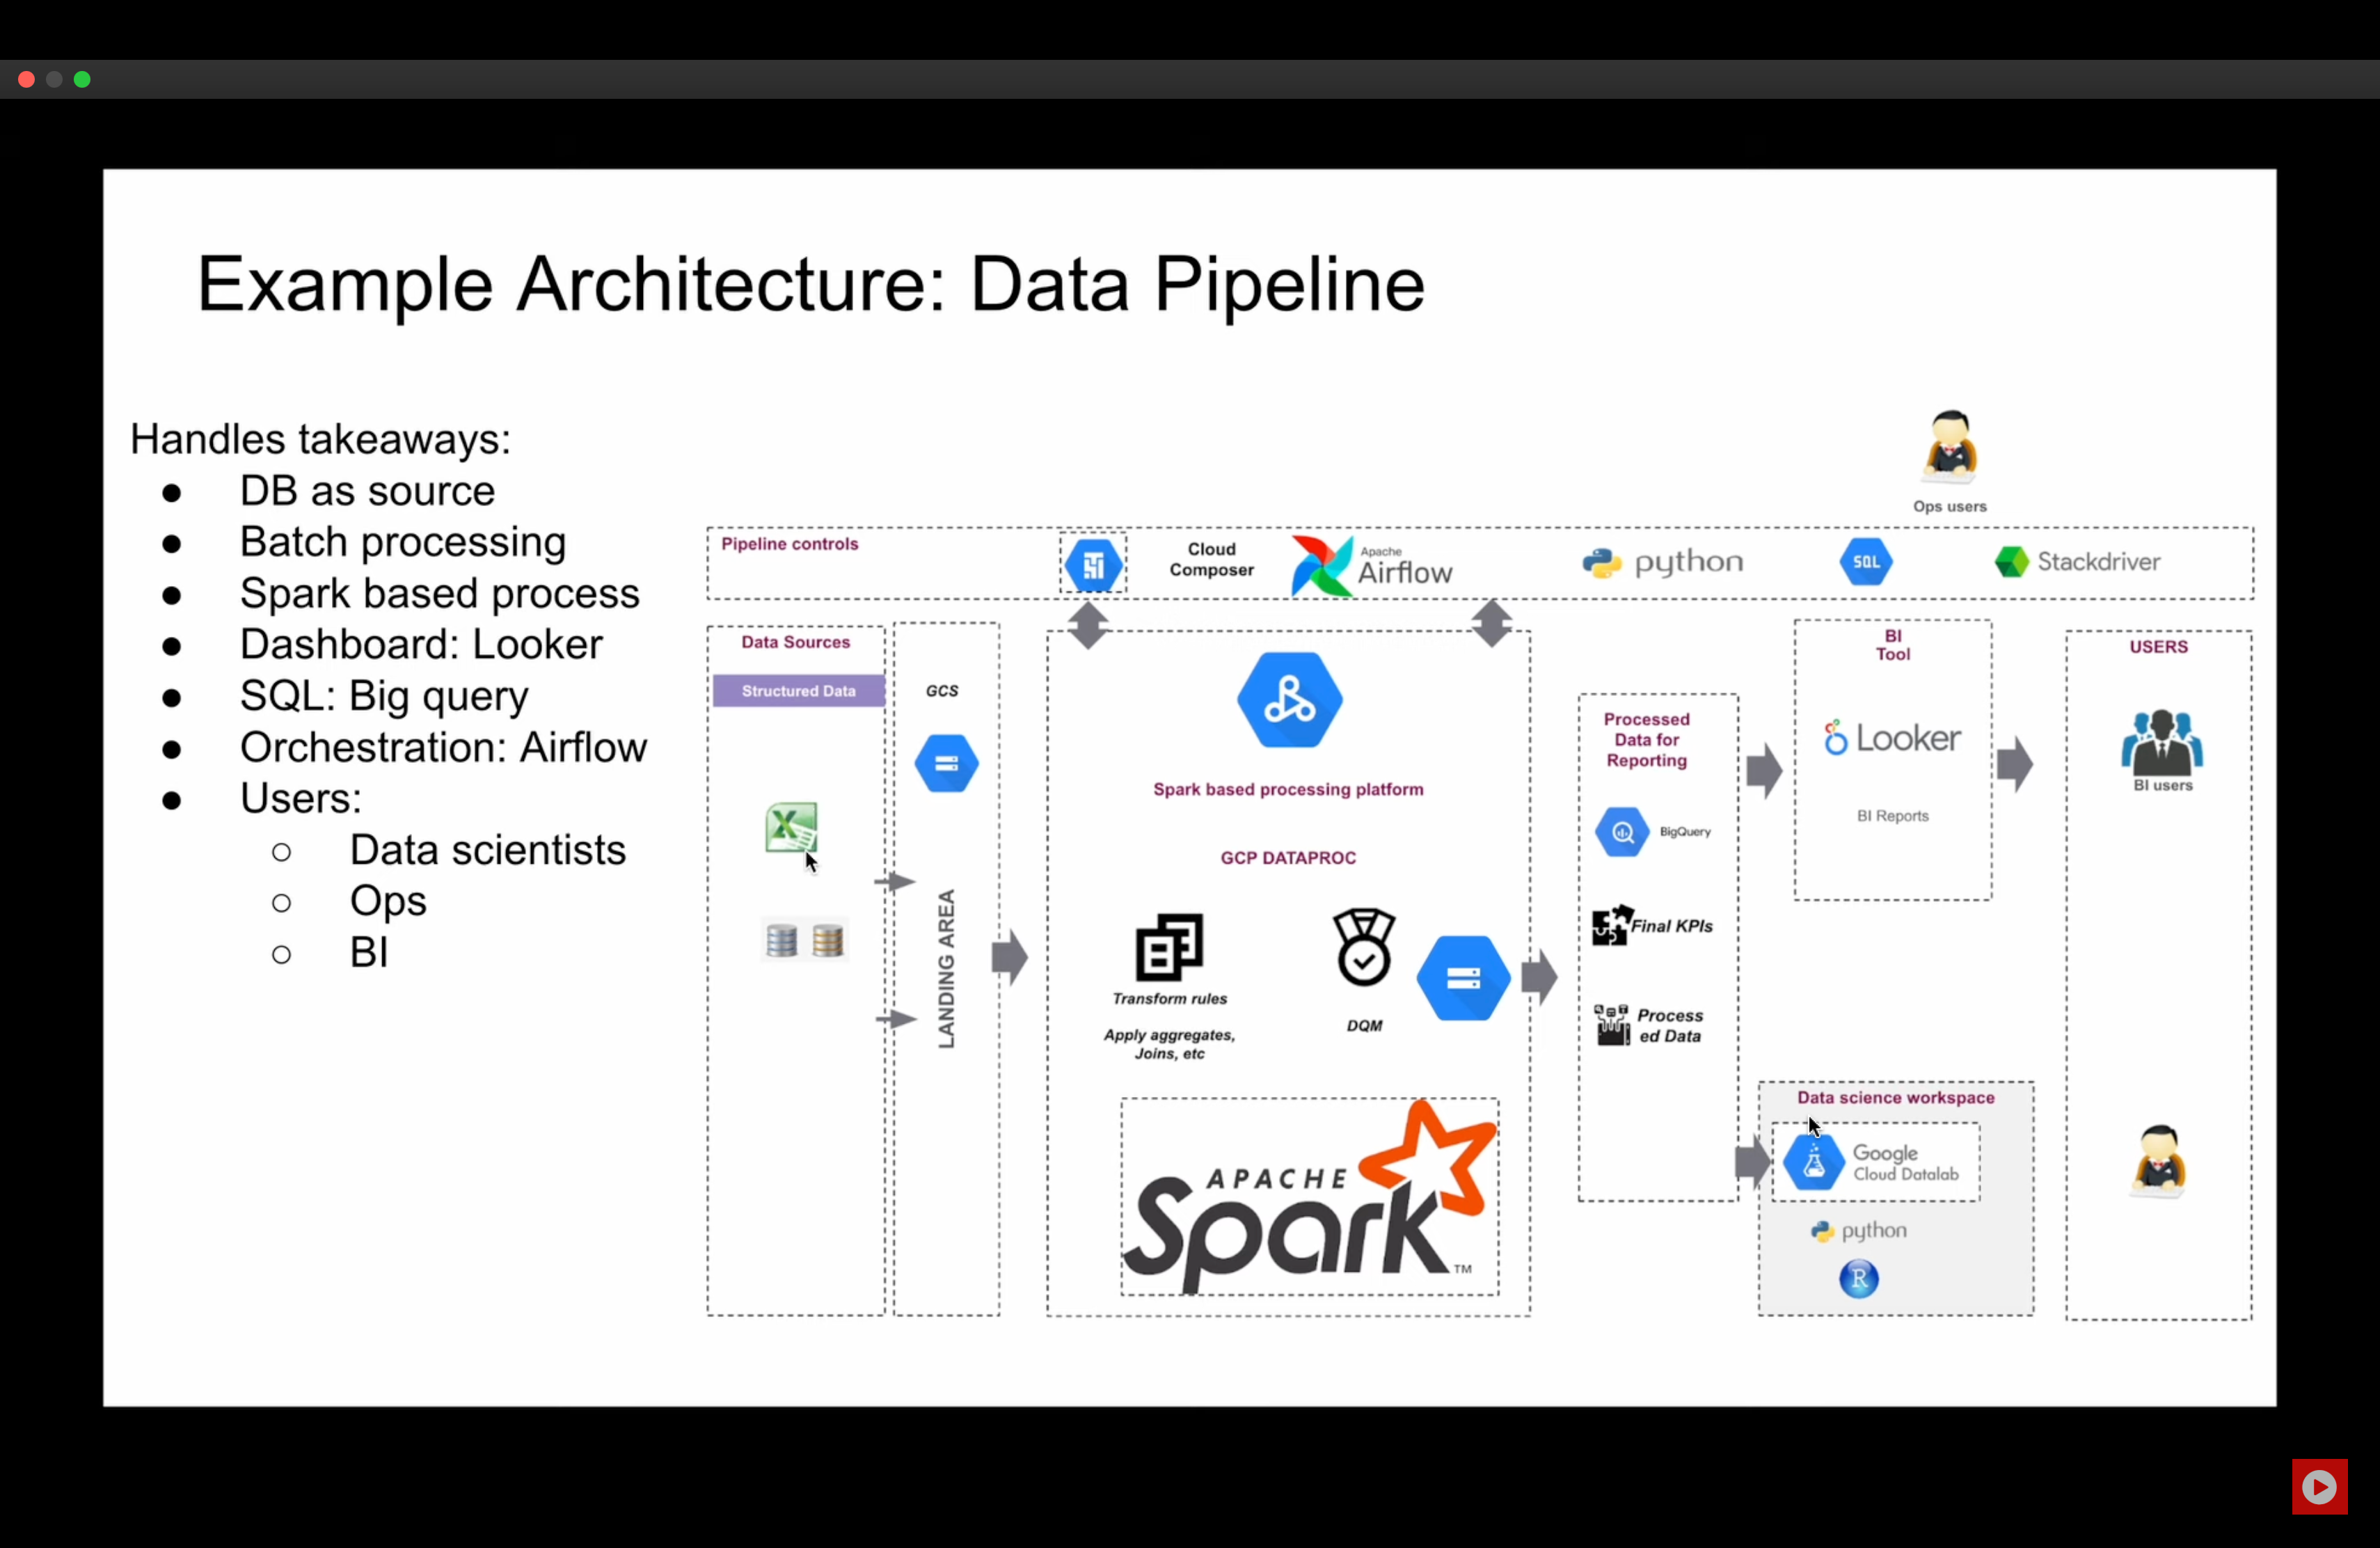 Example Architecture: Data Pipeline
Handles takeaways:
● DB as source
● Batch processing
● Spark based process
● Dashboard: Looker
● SQL: Big query
● Orchestration: Airflow
● Users:
○ Data scientists
○ Ops
○ BI
Ops users
Pipeline controls
Cloud
Composer
Apache
Airflow
python
SQL
Stackdriver
Data Sources
Structured Data
GCS
LANDING AREA
Spark based processing platform
GCP DATAPROC
Transform rules
Apply aggregates,
Joins, etc
DQM
APACHE
Spark™
Processed
Data for
Reporting
BigQuery
Final KPIs
Process
ed Data
BI
Tool
Looker
BI Reports
Data science workspace
Google
Cloud Datalab
python
R
USERS
BI users